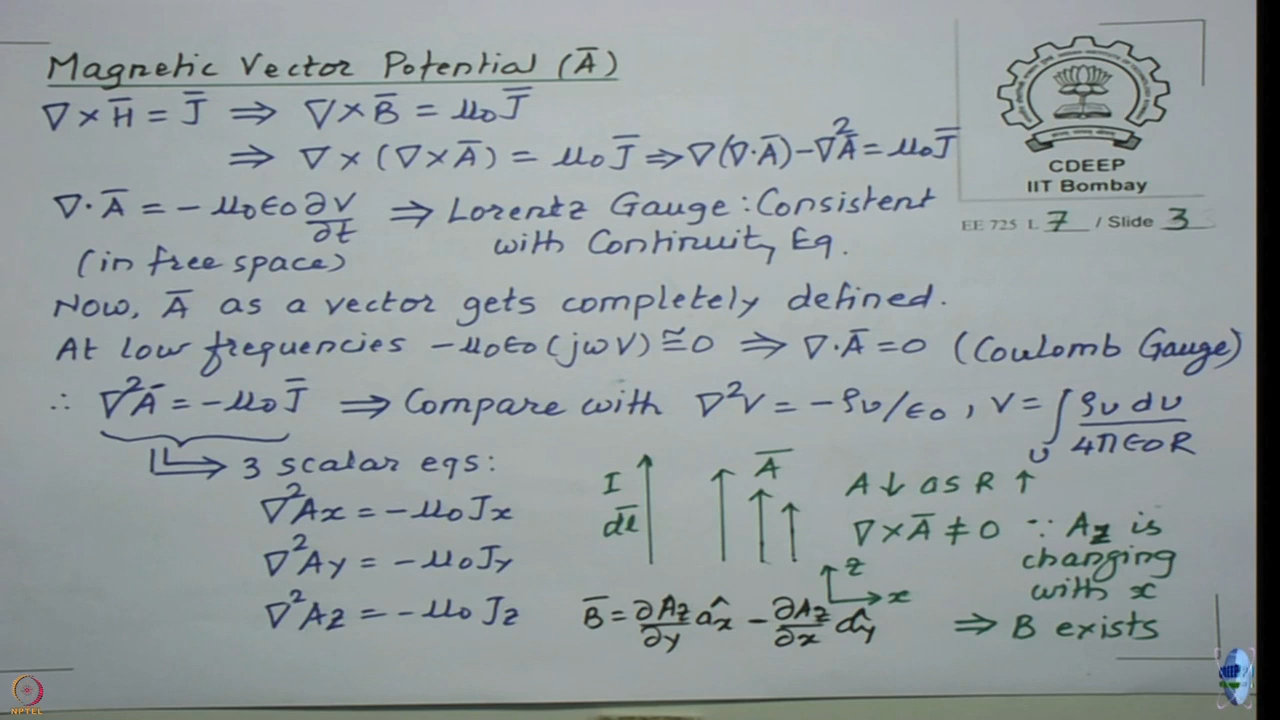 Magnetic Vector Potential (A̅)
∇×H̅ = J̅ ⇒ ∇×B̅ = μ₀J̅
⇒ ∇×(∇×A̅) = μ₀J̅ ⇒ ∇(∇·A̅)−∇²A̅ = μ₀J̅
CDEEP
IIT Bombay
EE 725 L 7 / Slide 3
∇·A̅ = −μ₀ϵ₀ ∂V/∂t ⇒ Lorentz Gauge: Consistent
(in free space) with Continuity Eq.
Now, A̅ as a vector gets completely defined.
At low frequencies −μ₀ϵ₀(jωV) ≅ 0 ⇒ ∇·A̅ = 0 (Coulomb Gauge)
∴ ∇²A̅ = −μ₀J̅ ⇒ Compare with ∇²V = −ρv/ϵ₀, V = ∫υ ρv dv / 4πϵ₀R
3 scalar eqs:
∇²Ax = −μ₀Jx
∇²Ay = −μ₀Jy
∇²Az = −μ₀Jz
I
dl̅
A̅
A↓ as R↑
∇×A̅ ≠ 0 ∵ Az is
changing
with x
z
x
B̅ = ∂Az/∂y âx − ∂Az/∂x ây ⇒ B exists
NPTEL
CDEEP